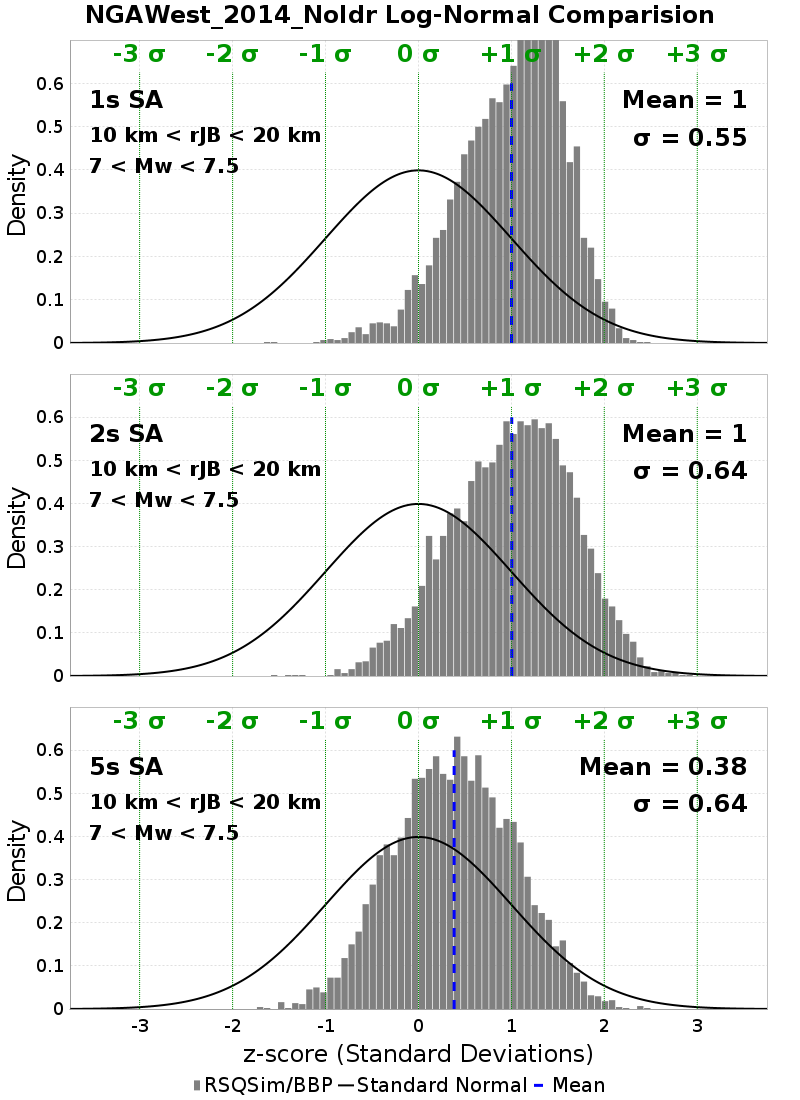 NGAWest_2014_NoIdr Log-Normal Comparision
-3 σ -2 σ -1 σ 0 σ +1 σ +2 σ +3 σ
0.6
1s SA Mean = 1
0.5
10 km < rJB < 20 km σ = 0.55
7 < Mw < 7.5
0.4
Density
0.3
0.2
0.1
0
-3 σ -2 σ -1 σ 0 σ +1 σ +2 σ +3 σ
0.6
2s SA Mean = 1
0.5
10 km < rJB < 20 km σ = 0.64
7 < Mw < 7.5
0.4
Density
0.3
0.2
0.1
0
-3 σ -2 σ -1 σ 0 σ +1 σ +2 σ +3 σ
0.6
5s SA Mean = 0.38
0.5
10 km < rJB < 20 km σ = 0.64
7 < Mw < 7.5
0.4
Density
0.3
0.2
0.1
0
-3 -2 -1 0 1 2 3
z-score (Standard Deviations)
RSQSim/BBP Standard Normal Mean